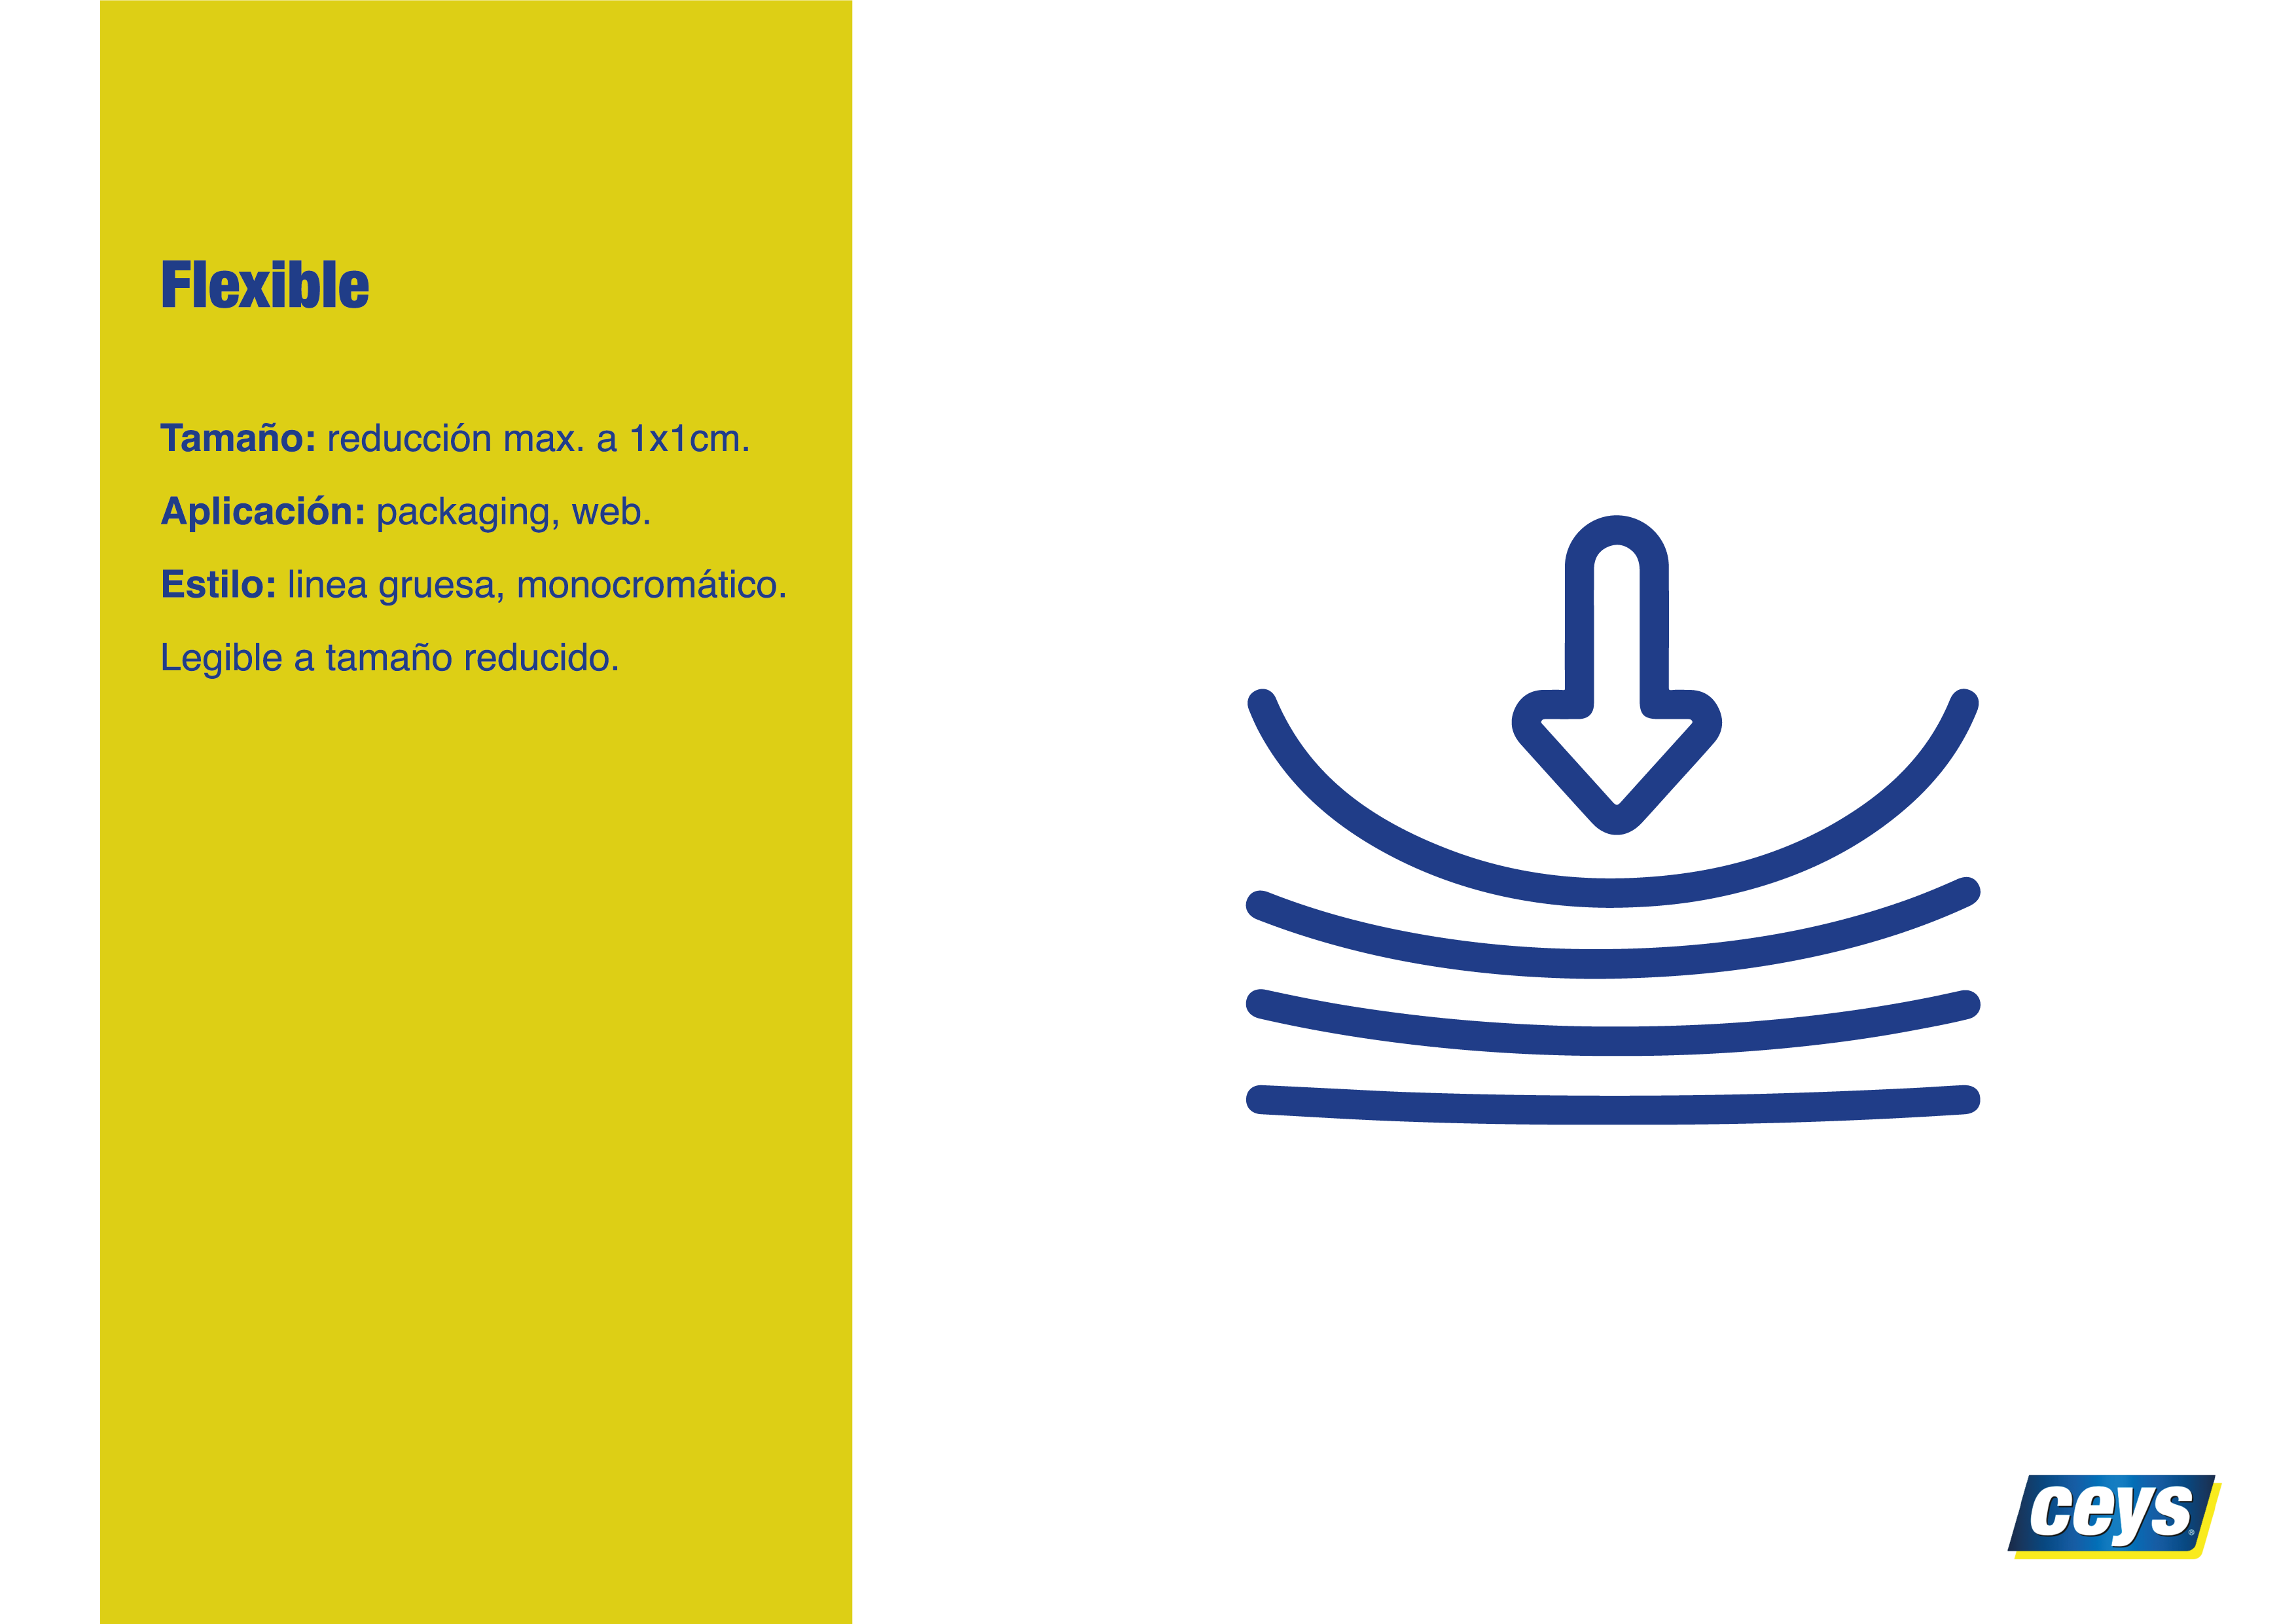 Flexible
Tamaño: reducción max. a 1x1cm.
Aplicación: packaging, web.
Estilo: linea gruesa, monocromático.
Legible a tamaño reducido.
ceys®